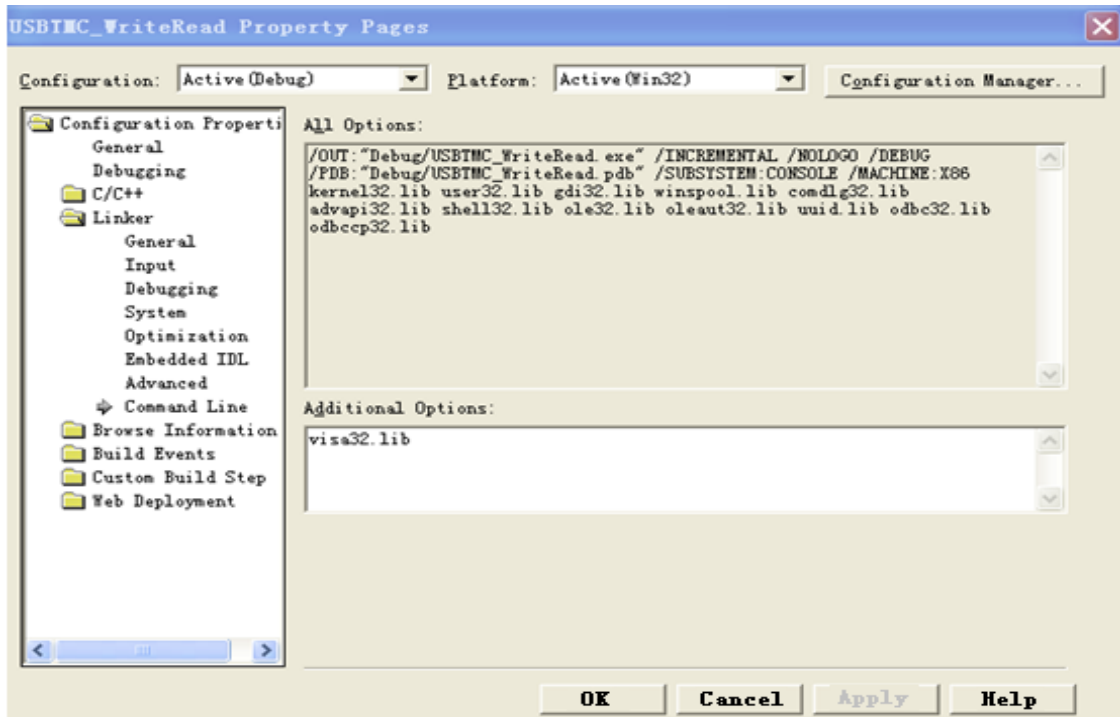 USBTMC_WriteRead Property Pages
Configuration: Active(Debug) Platform: Active(Win32) Configuration Manager...
Configuration Properti
General
Debugging
C/C++
Linker
General
Input
Debugging
System
Optimization
Embedded IDL
Advanced
Command Line
Browse Information
Build Events
Custom Build Step
Web Deployment
All Options:
/OUT:"Debug/USBTMC_WriteRead.exe" /INCREMENTAL /NOLOGO /DEBUG
/PDB:"Debug/USBTMC_WriteRead.pdb" /SUBSYSTEM:CONSOLE /MACHINE:X86
kernel32.lib user32.lib gdi32.lib winspool.lib comdlg32.lib
advapi32.lib shell32.lib ole32.lib oleaut32.lib uuid.lib odbc32.lib
odbccp32.lib
Additional Options:
visa32.lib
OK Cancel Apply Help